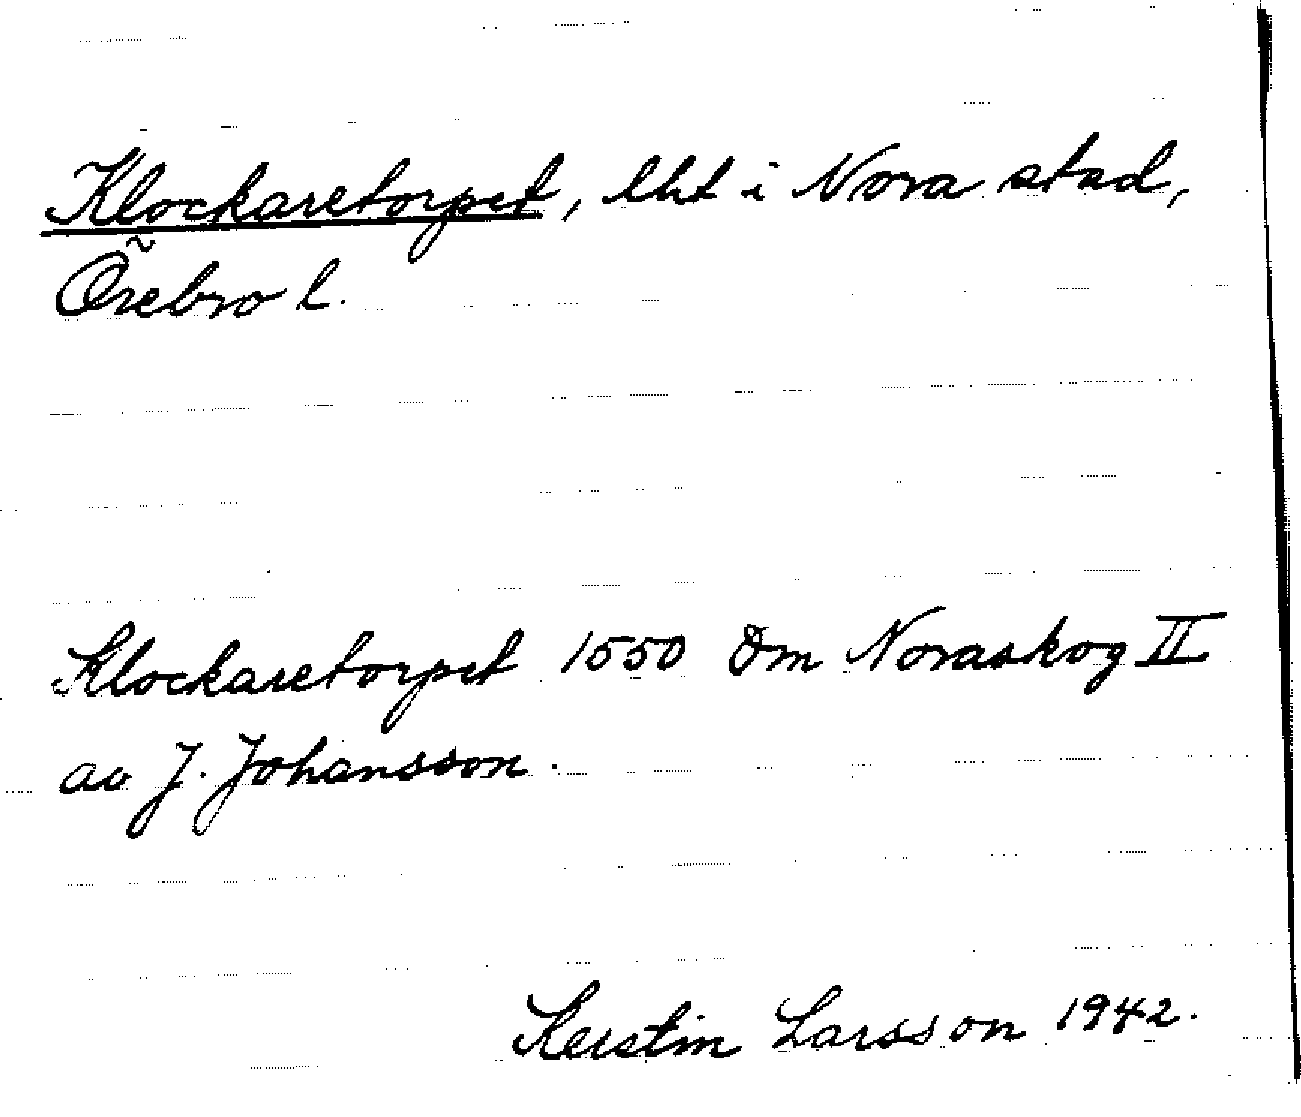 Klockaretorpet, lht i Nora stad,
Örebro l.
Klockaretorpet 1550 Om Noraskog II
av J. Johansson.
Kerstin Larsson 1942.